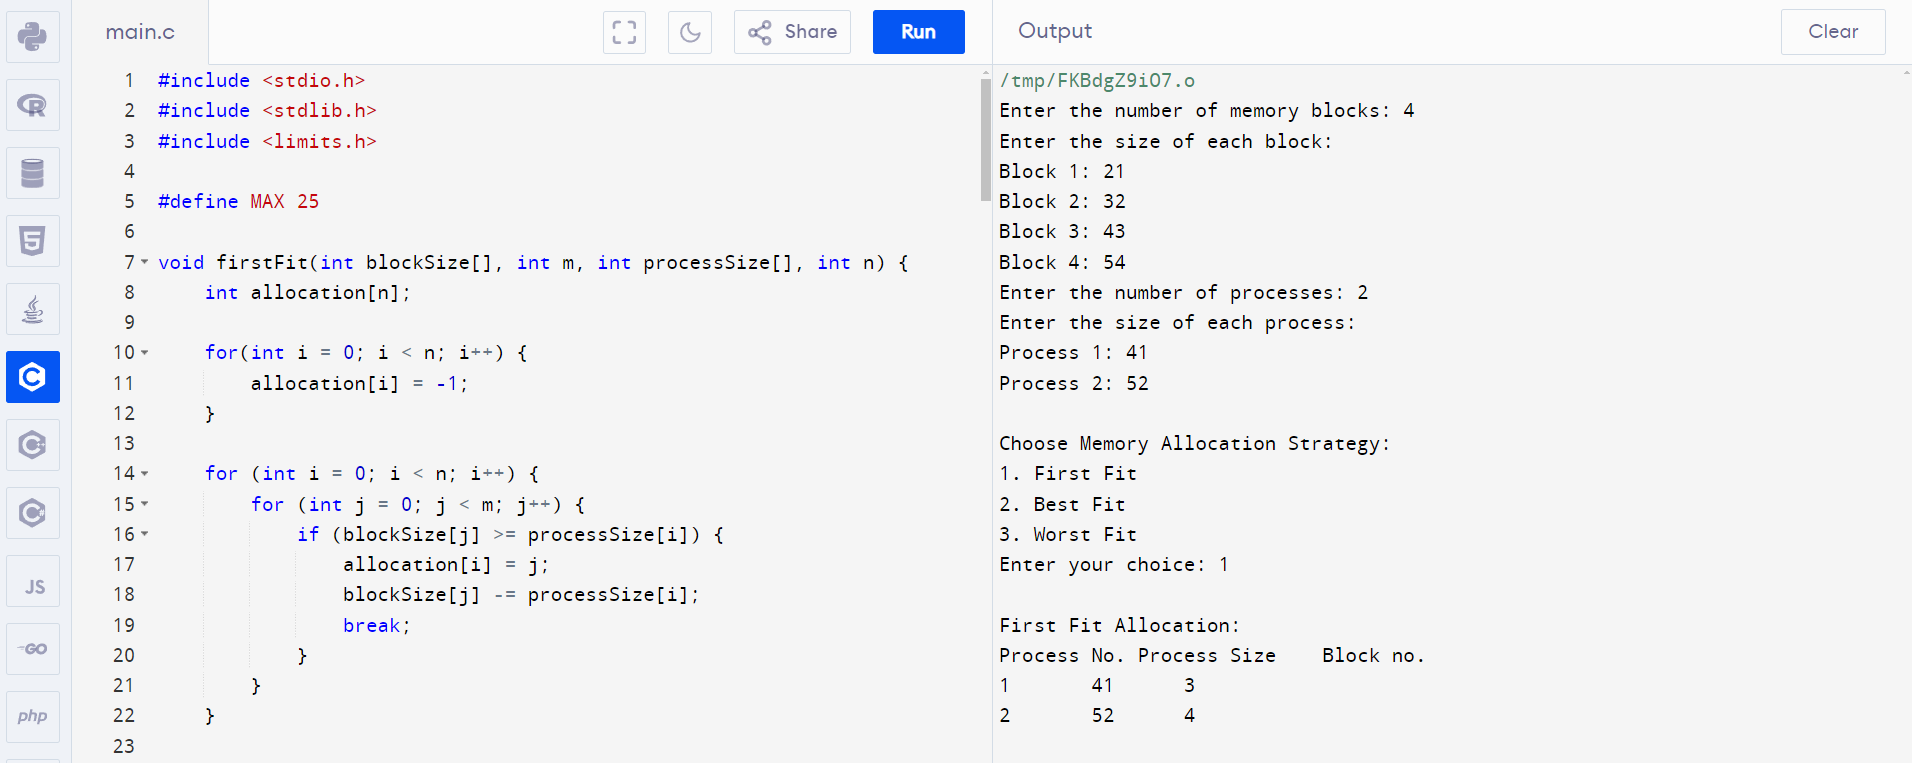 main.c
Share
Run
Output
Clear
1 #include <stdio.h>
2 #include <stdlib.h>
3 #include <limits.h>
4
5 #define MAX 25
6
7 void firstFit(int blockSize[], int m, int processSize[], int n) {
8     int allocation[n];
9
10     for(int i = 0; i < n; i++) {
11         allocation[i] = -1;
12     }
13
14     for (int i = 0; i < n; i++) {
15         for (int j = 0; j < m; j++) {
16             if (blockSize[j] >= processSize[i]) {
17                 allocation[i] = j;
18                 blockSize[j] -= processSize[i];
19                 break;
20             }
21         }
22     }
23
/tmp/FKBdgZ9iO7.o
Enter the number of memory blocks: 4
Enter the size of each block:
Block 1: 21
Block 2: 32
Block 3: 43
Block 4: 54
Enter the number of processes: 2
Enter the size of each process:
Process 1: 41
Process 2: 52

Choose Memory Allocation Strategy:
1. First Fit
2. Best Fit
3. Worst Fit
Enter your choice: 1

First Fit Allocation:
Process No. Process Size    Block no.
1       41      3
2       52      4
R
5
C
C
C#
JS
GO
php